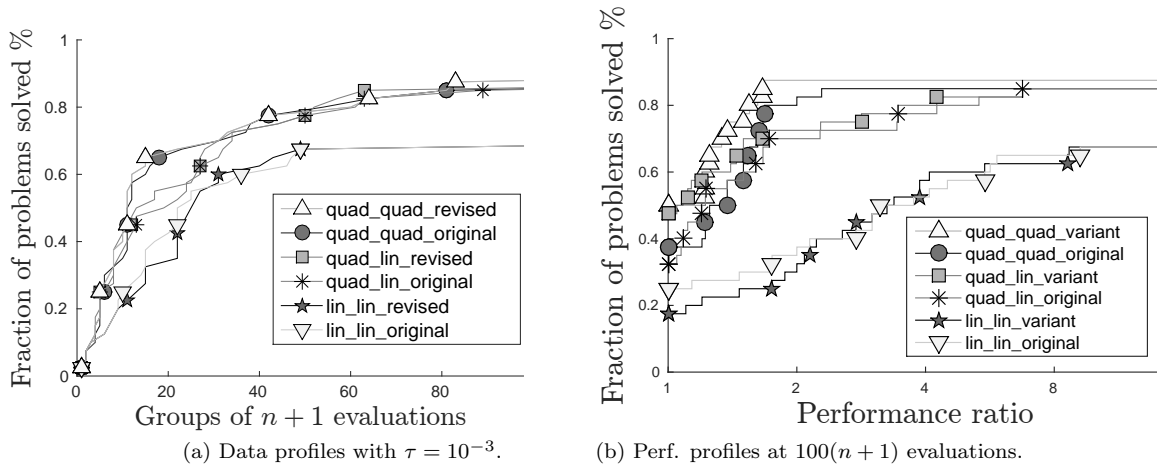 Fraction of problems solved %
1
0.8
0.6
0.4
0.2
0
0
20
40
60
80
quad_quad_revised
quad_quad_original
quad_lin_revised
quad_lin_original
lin_lin_revised
lin_lin_original
Groups of n + 1 evaluations
(a) Data profiles with τ = 10⁻³.
Fraction of problems solved %
1
0.8
0.6
0.4
0.2
0
1
2
4
8
quad_quad_variant
quad_quad_original
quad_lin_variant
quad_lin_original
lin_lin_variant
lin_lin_original
Performance ratio
(b) Perf. profiles at 100(n + 1) evaluations.